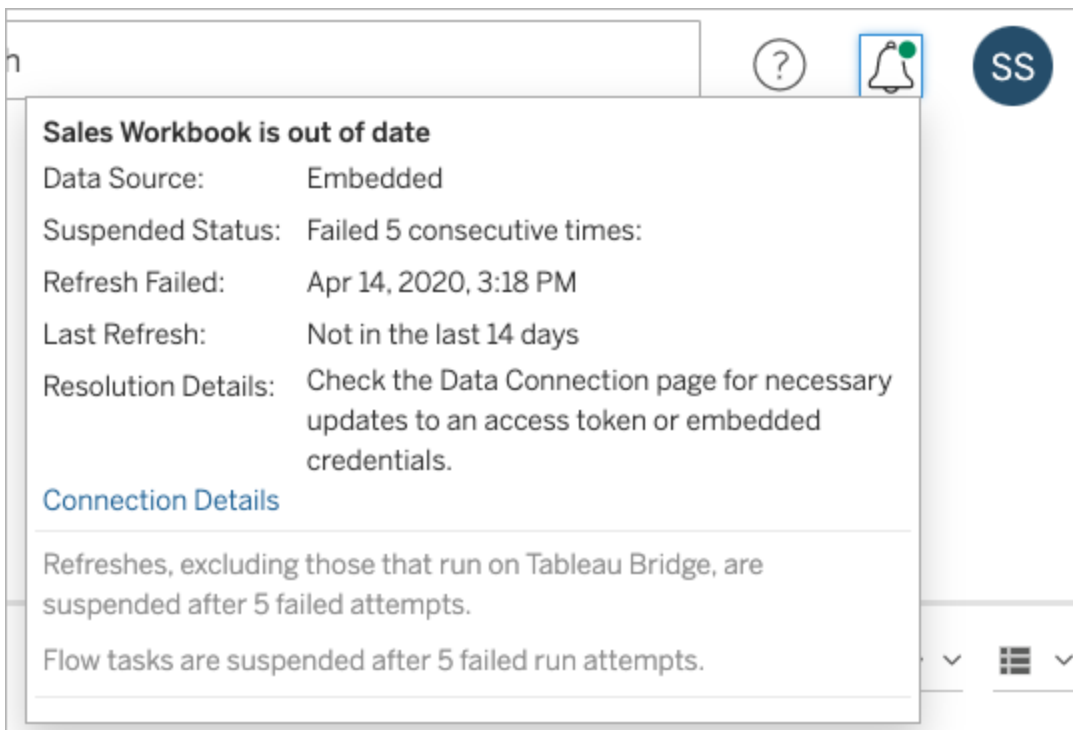 h
SS
Sales Workbook is out of date
Data Source: Embedded
Suspended Status: Failed 5 consecutive times:
Refresh Failed: Apr 14, 2020, 3:18 PM
Last Refresh: Not in the last 14 days
Resolution Details: Check the Data Connection page for necessary
updates to an access token or embedded
credentials.
Connection Details
Refreshes, excluding those that run on Tableau Bridge, are
suspended after 5 failed attempts.
Flow tasks are suspended after 5 failed run attempts.